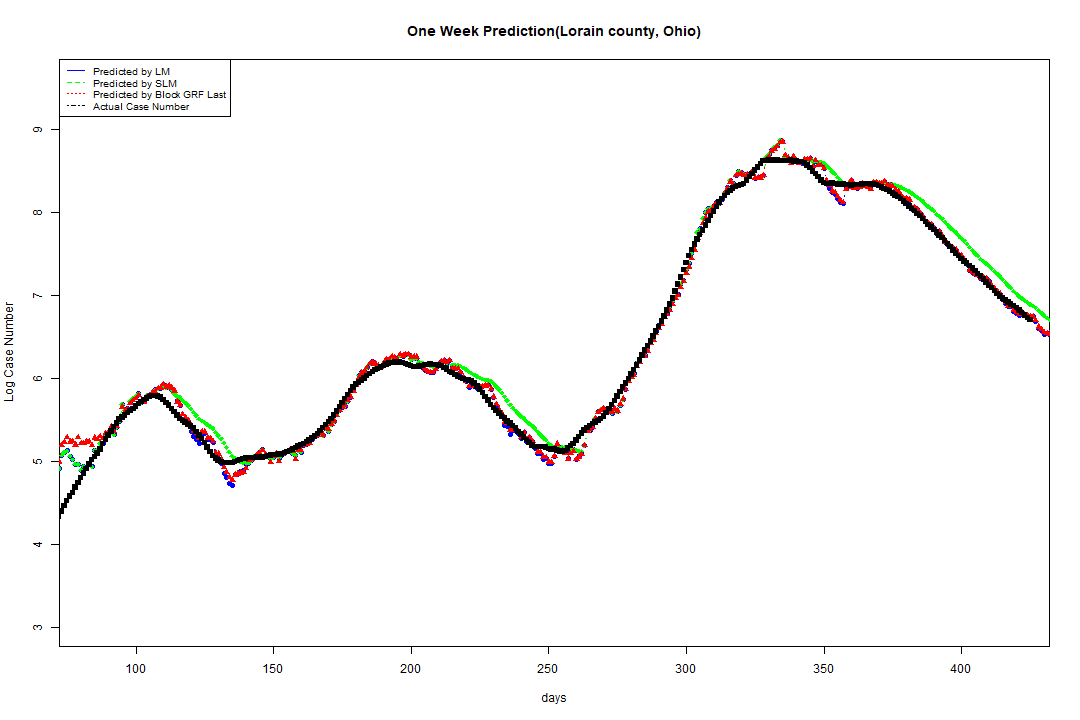 One Week Prediction(Lorain county, Ohio)
Predicted by LM
Predicted by SLM
Predicted by Block GRF Last
Actual Case Number
Log Case Number
9
8
7
6
5
4
3
100 150 200 250 300 350 400
days